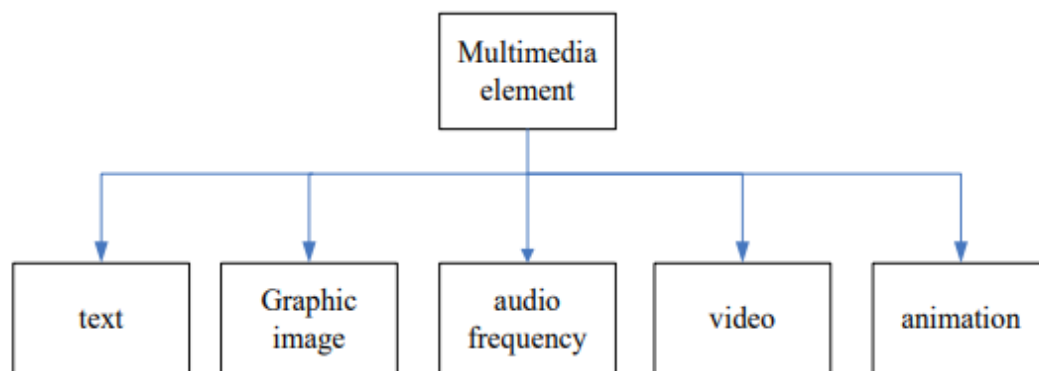 Multimedia
element
text
Graphic
image
audio
frequency
video
animation